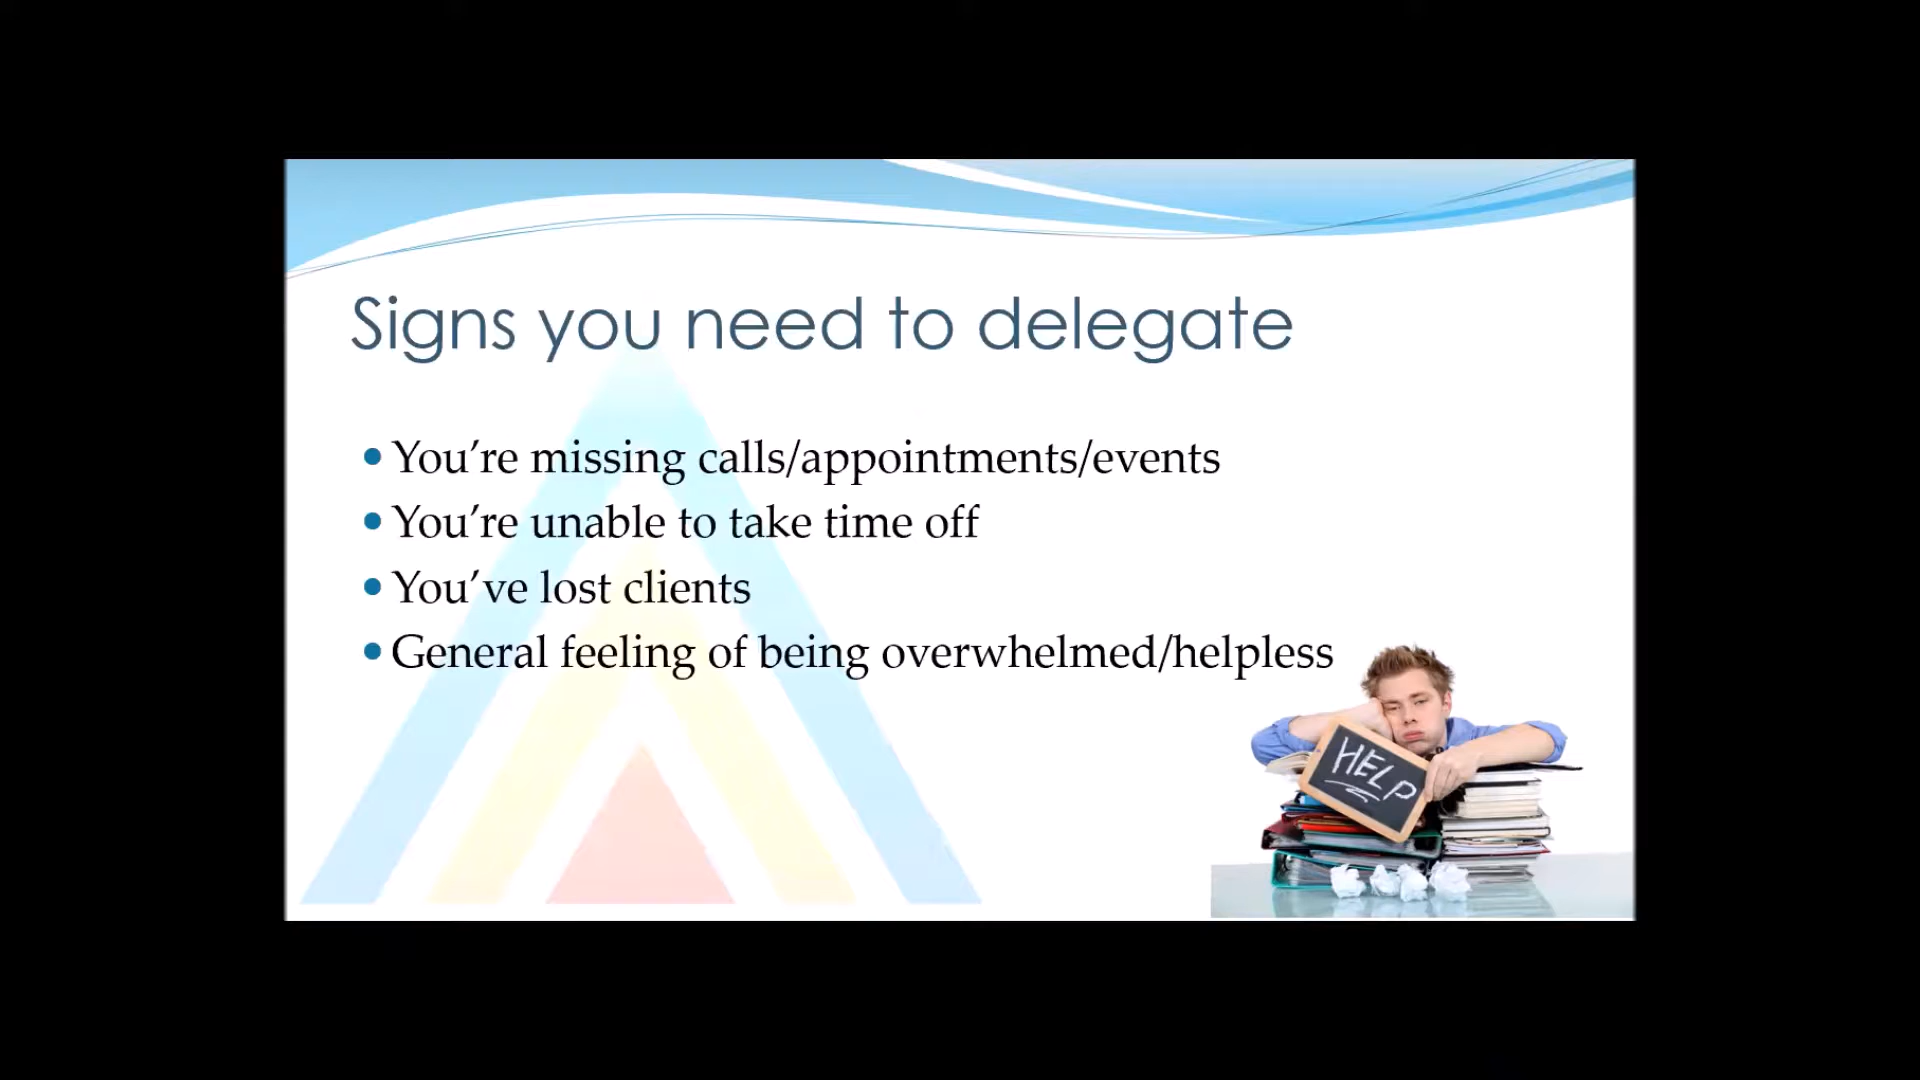 Signs you need to delegate
• You’re missing calls/appointments/events
• You’re unable to take time off
• You’ve lost clients
• General feeling of being overwhelmed/helpless
HELP